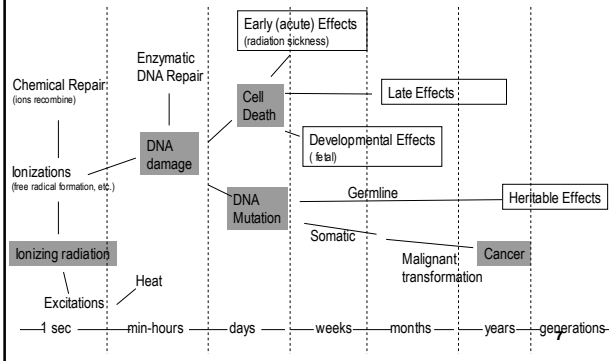 Early (acute) Effects
(radiation sickness)
Enzymatic
DNA Repair
Chemical Repair
(ions recombine)
Cell
Death
Late Effects
DNA
damage
Developmental Effects
( fetal)
Ionizations
(free radical formation, etc.)
DNA
Mutation
Germline
Heritable Effects
Somatic
Ionizing radiation
Malignant
transformation
Cancer
Heat
Excitations
1 sec min-hours days weeks months years generations
7